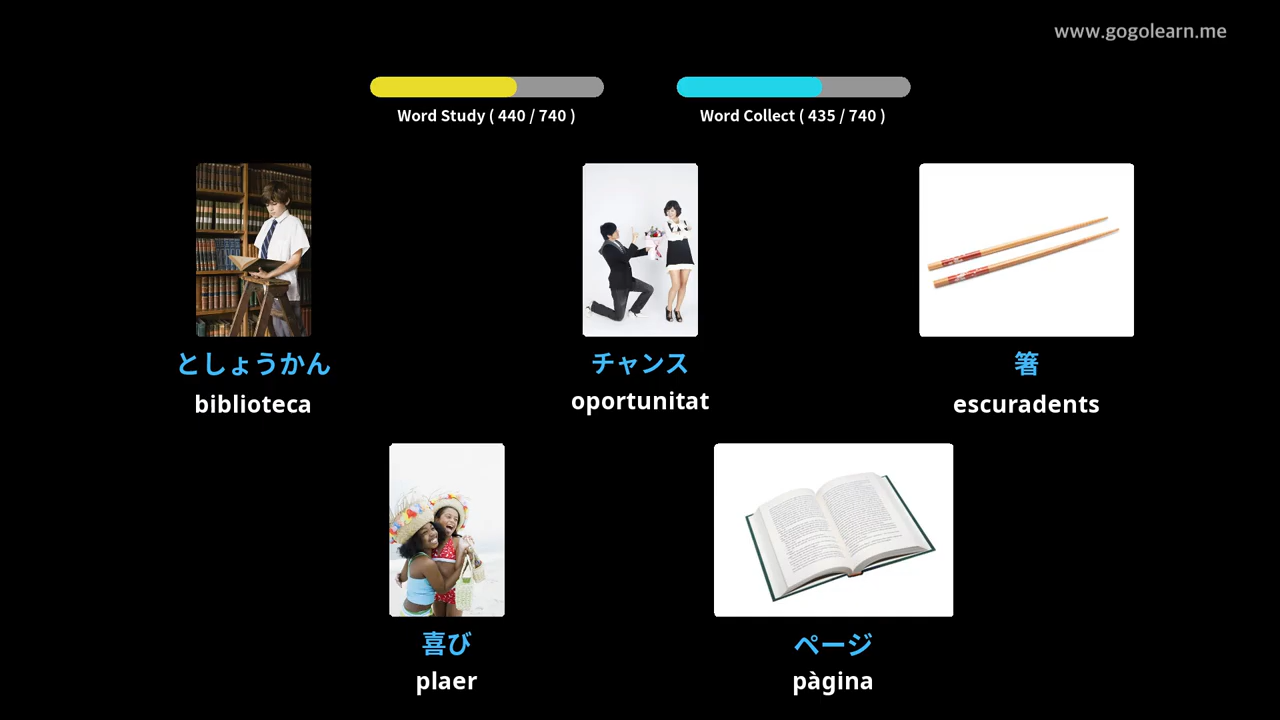 www.gogolearn.me
Word Study ( 440 / 740 )
Word Collect ( 435 / 740 )
としょうかん
biblioteca
チャンス
oportunitat
箸
escuradents
喜び
plaer
ページ
pàgina